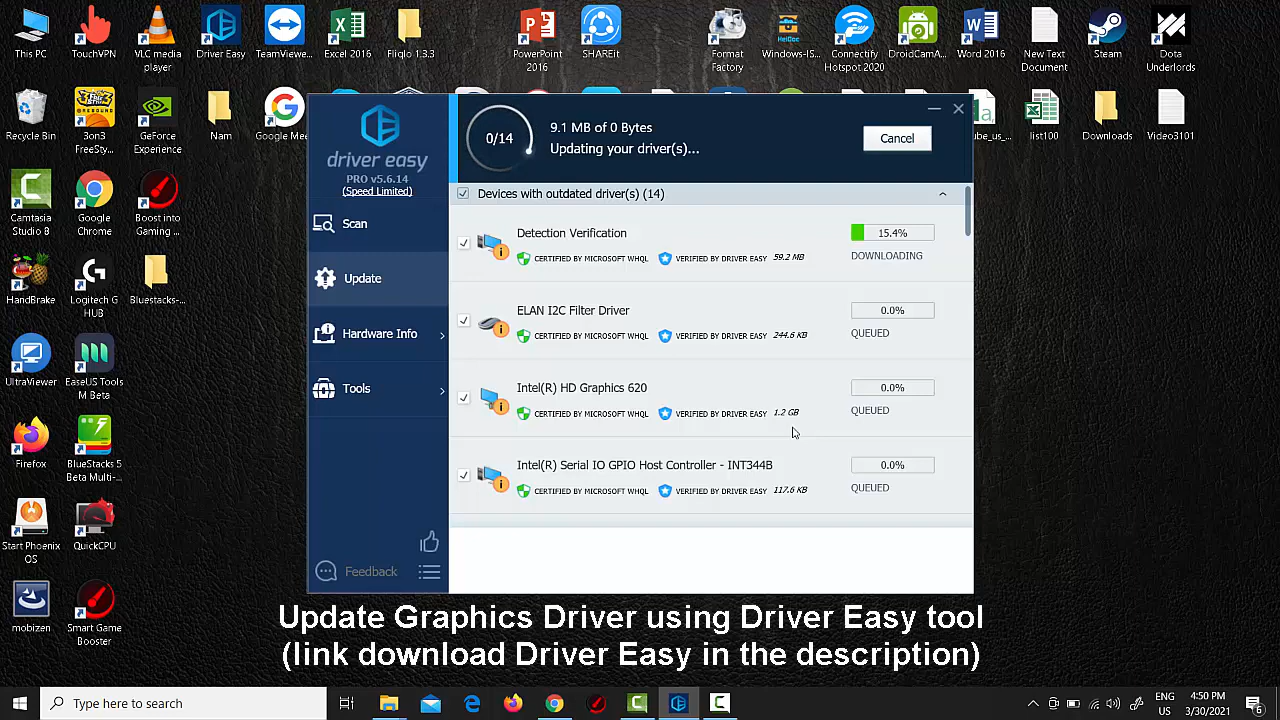 This PC
TouchVPN
VLC media
player
Driver Easy
TeamViewe...
Excel 2016
Fliqlo 1.3.3
PowerPoint
2016
SHAREit
Format
Factory
Windows-IS...
Connectify
Hotspot 2020
DroidCamA...
Word 2016
New Text
Document
Steam
Dota
Underlords
Recycle Bin
3on3
FreeSty...
GeForce
Experience
Nam
Google Mee
ube_us_...
list100
Downloads
Video3101
Camtasia
Studio 8
Google
Chrome
Boost into
Gaming ...
HandBrake
Logitech G
HUB
Bluestacks-...
UltraViewer
EaseUS Tools
M Beta
Firefox
BlueStacks 5
Beta Multi-...
Start Phoenix
OS
QuickCPU
mobizen
Smart Game
Booster
driver easy
PRO v5.6.14
(Speed Limited)
Scan
Update
Hardware Info
Tools
Feedback
0/14
9.1 MB of 0 Bytes
Updating your driver(s)...
Cancel
Devices with outdated driver(s) (14)
Detection Verification
CERTIFIED BY MICROSOFT WHQL VERIFIED BY DRIVER EASY 59.2 MB
15.4%
DOWNLOADING
ELAN I2C Filter Driver
CERTIFIED BY MICROSOFT WHQL VERIFIED BY DRIVER EASY 244.6 KB
0.0%
QUEUED
Intel(R) HD Graphics 620
CERTIFIED BY MICROSOFT WHQL VERIFIED BY DRIVER EASY 1.2 GB
0.0%
QUEUED
Intel(R) Serial IO GPIO Host Controller - INT344B
CERTIFIED BY MICROSOFT WHQL VERIFIED BY DRIVER EASY 117.6 KB
0.0%
QUEUED
Update Graphics Driver using Driver Easy tool
(link download Driver Easy in the description)
Type here to search
ENG
US
4:50 PM
3/30/2021